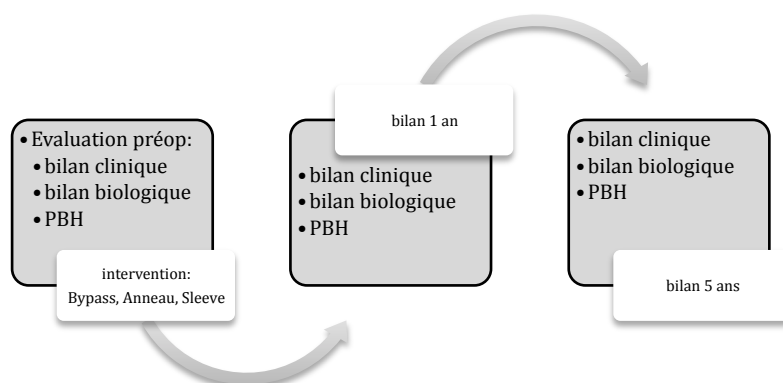 • Evaluation préop:
• bilan clinique
• bilan biologique
• PBH
intervention:
Bypass, Anneau, Sleeve
bilan 1 an
• bilan clinique
• bilan biologique
• PBH
• bilan clinique
• bilan biologique
• PBH
bilan 5 ans